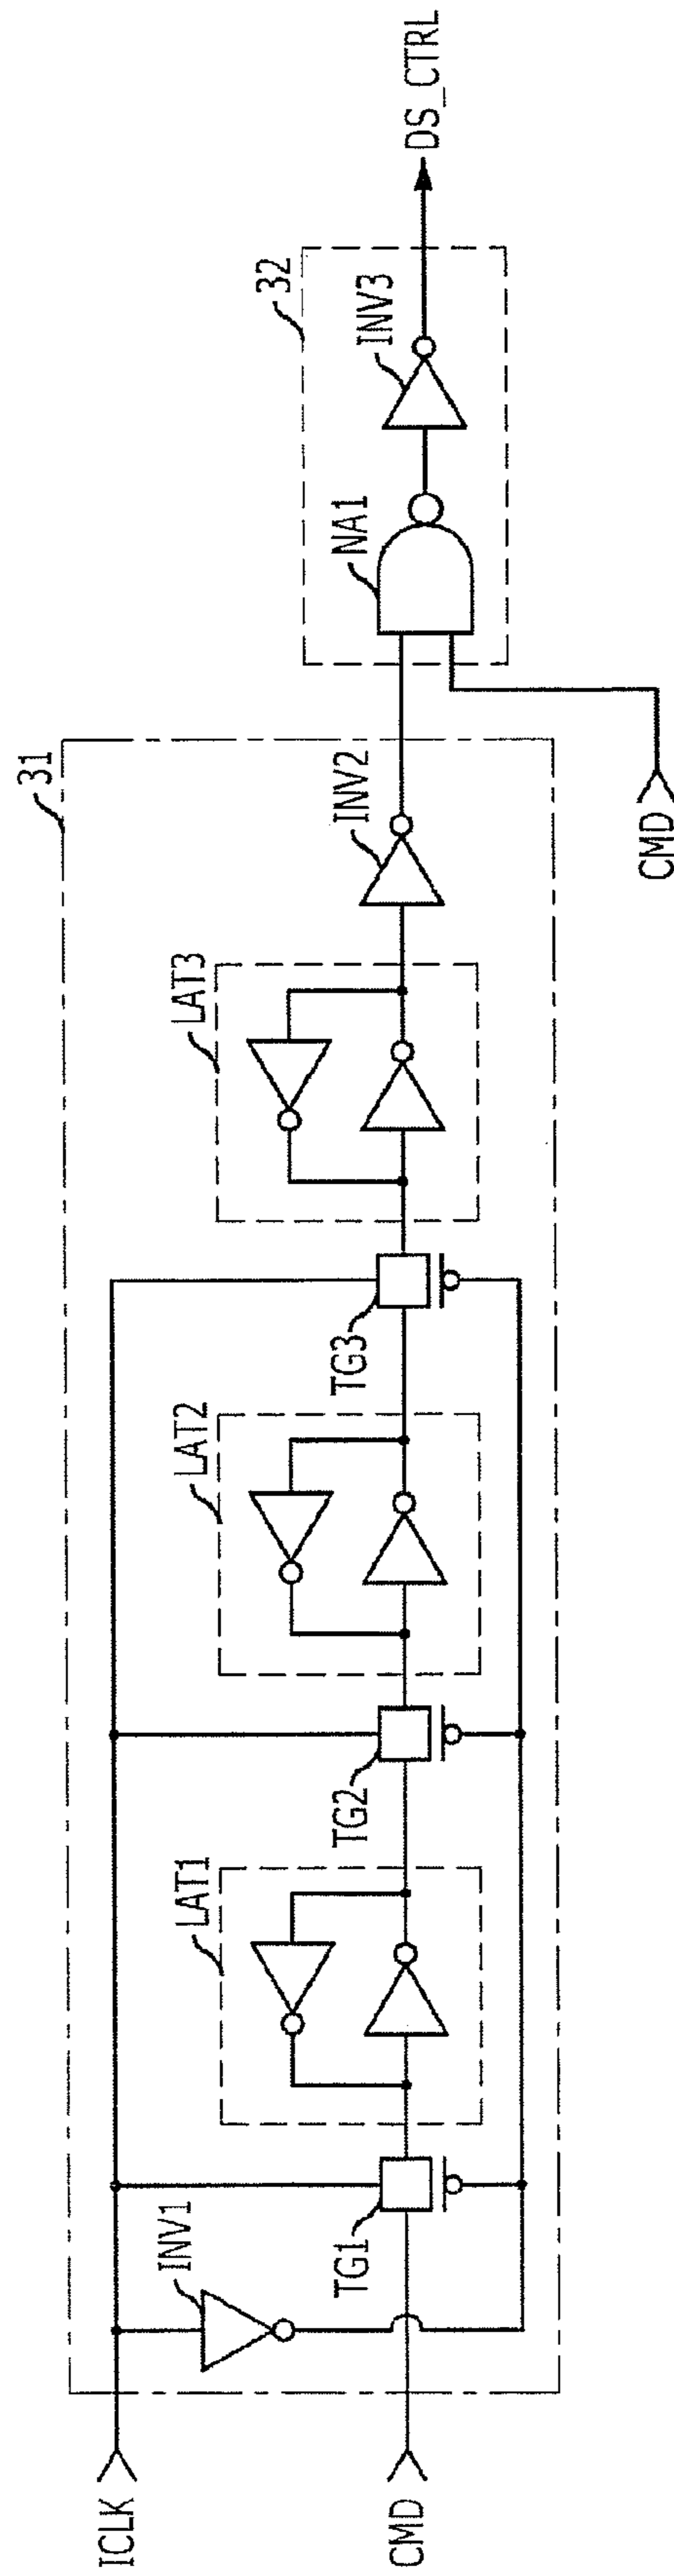 ICLK
CMD
31
INV1
TG1
LAT1
TG2
LAT2
TG3
LAT3
INV2
CMD
32
NA1
INV3
DS_CTRL